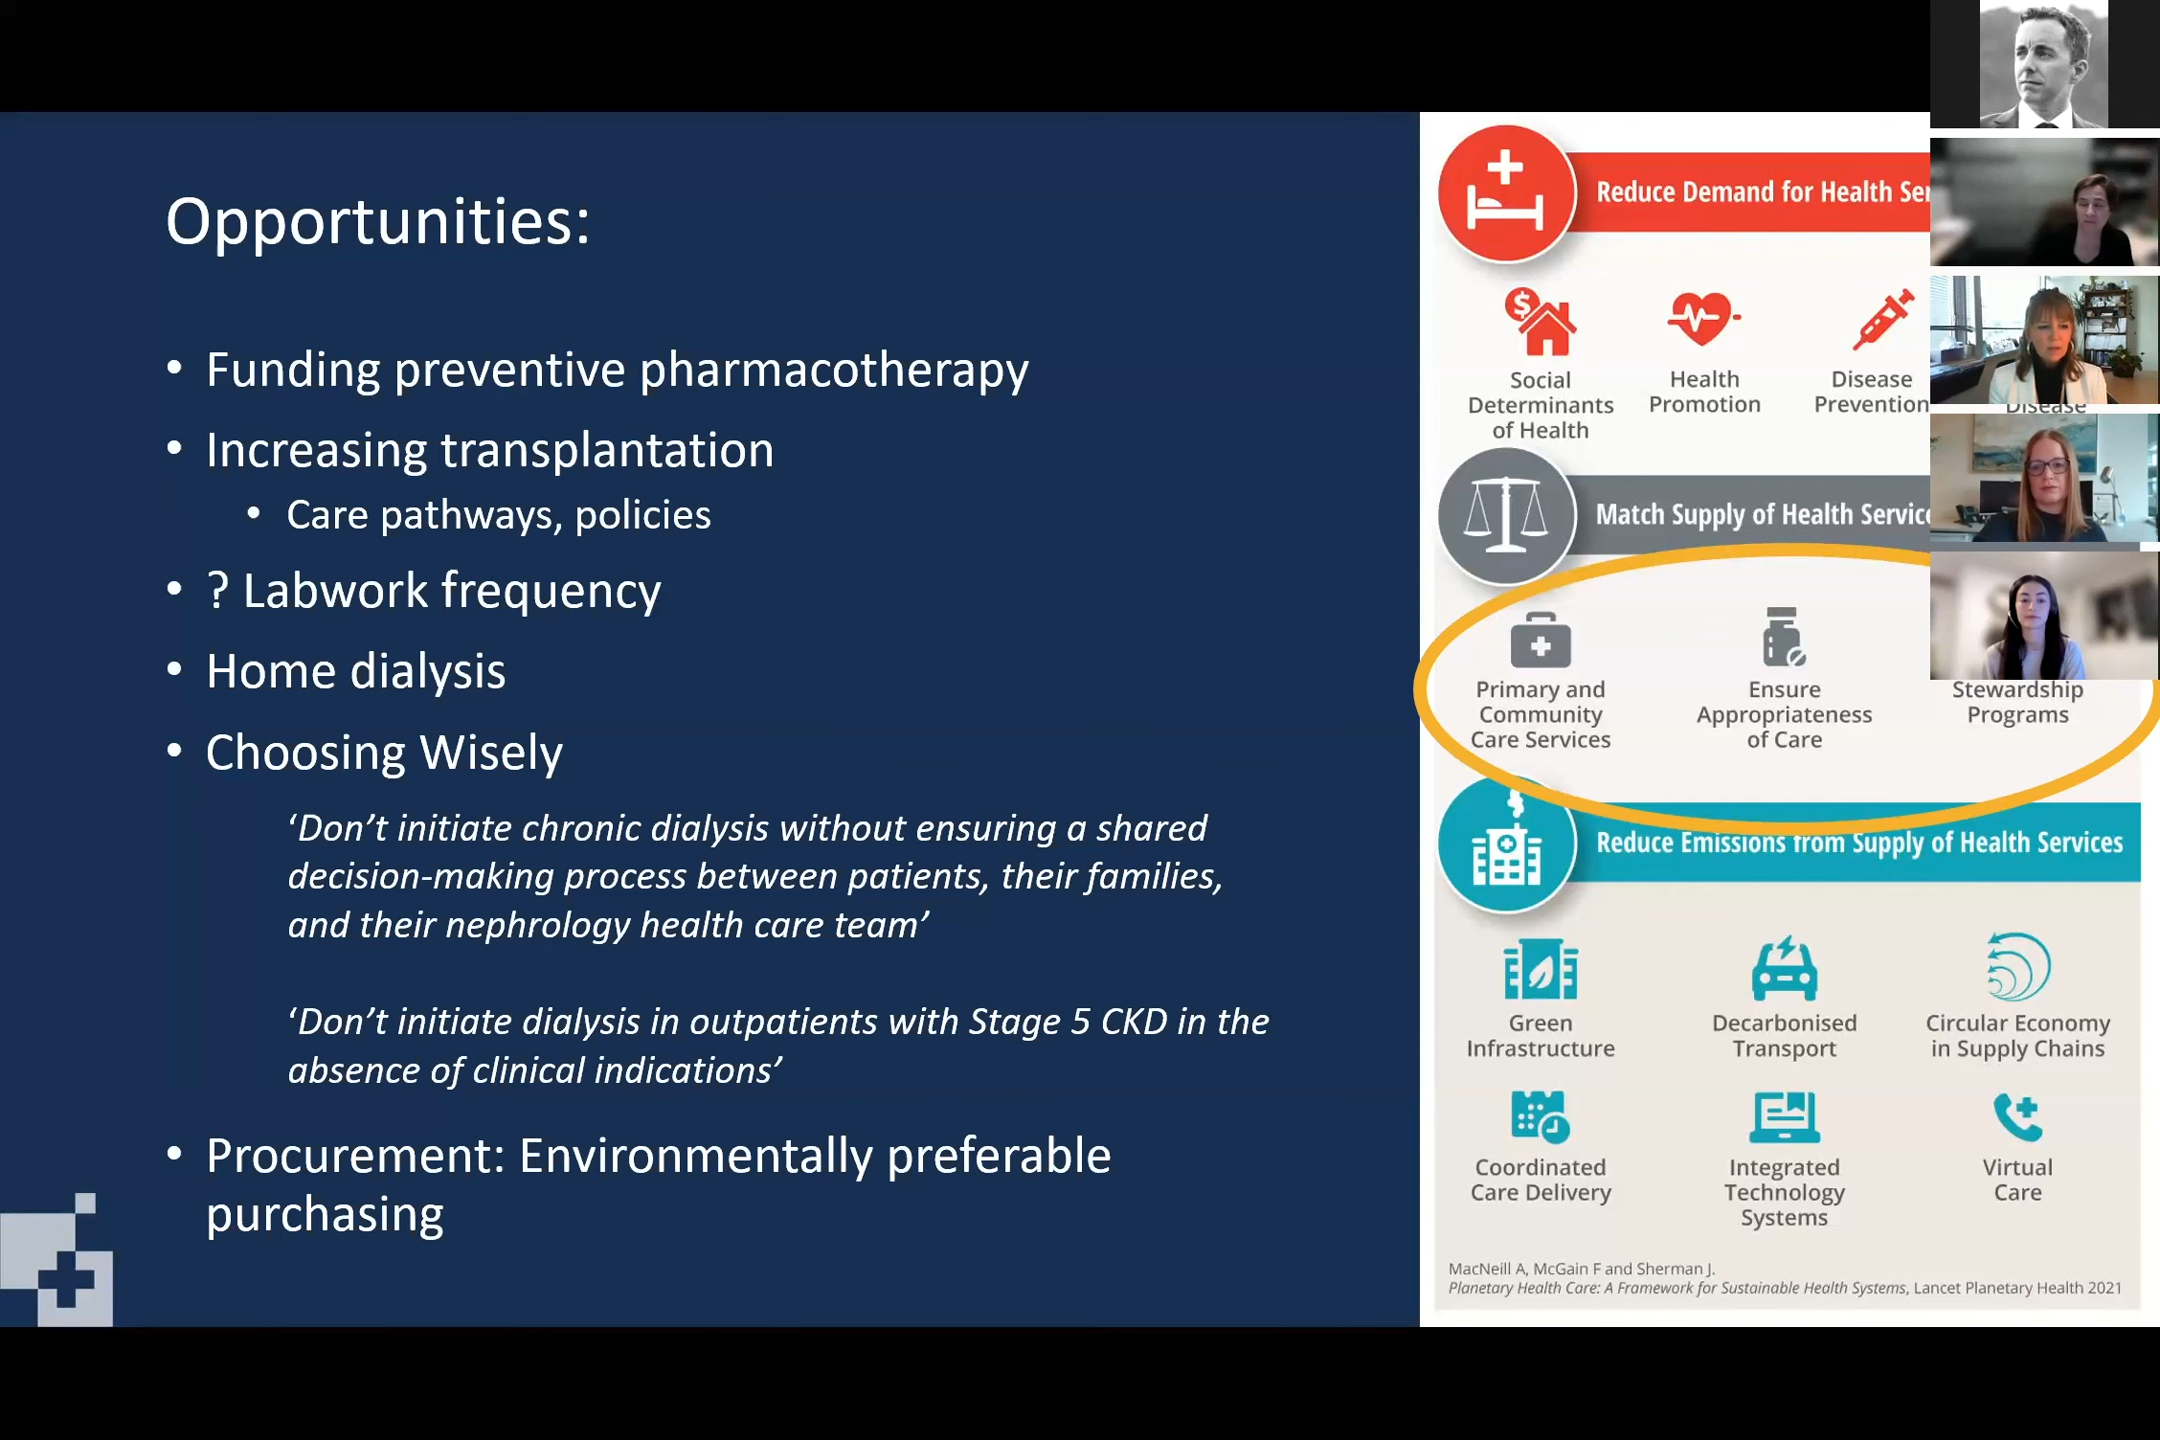 Opportunities:
• Funding preventive pharmacotherapy
• Increasing transplantation
• Care pathways, policies
• ? Labwork frequency
• Home dialysis
• Choosing Wisely
‘Don’t initiate chronic dialysis without ensuring a shared
decision-making process between patients, their families,
and their nephrology health care team’
‘Don’t initiate dialysis in outpatients with Stage 5 CKD in the
absence of clinical indications’
• Procurement: Environmentally preferable
purchasing
Reduce Demand for Health
Social
Determinants
of Health
Health
Promotion
Disease
Prevention
Disease
Match Supply of Health
Primary and
Community
Care Services
Ensure
Appropriateness
of Care
Stewardship
Programs
Reduce Emissions from Supply of Health Services
Green
Infrastructure
Decarbonised
Transport
Circular Economy
in Supply Chains
Coordinated
Care Delivery
Integrated
Technology
Systems
Virtual
Care
MacNeill A, McGain F and Sherman J.
Planetary Health Care: A Framework for Sustainable Health Systems, Lancet Planetary Health 2021